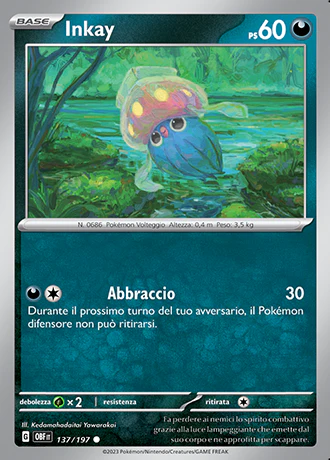 BASE
Inkay
PS60
N. 0686 Pokémon Volteggio Altezza: 0,4 m Peso: 3,5 kg
Abbraccio 30
Durante il prossimo turno del tuo avversario, il Pokémon
difensore non può ritirarsi.
debolezza ×2 resistenza ritirata
Ill. Kedamahadaitai Yawarakai
Fa perdere ai nemici lo spirito combattivo
grazie alla luce lampeggiante che emette dal
suo corpo e ne approfitta per scappare.
G OBF IT 137/197
©2023 Pokémon/Nintendo/Creatures/GAME FREAK